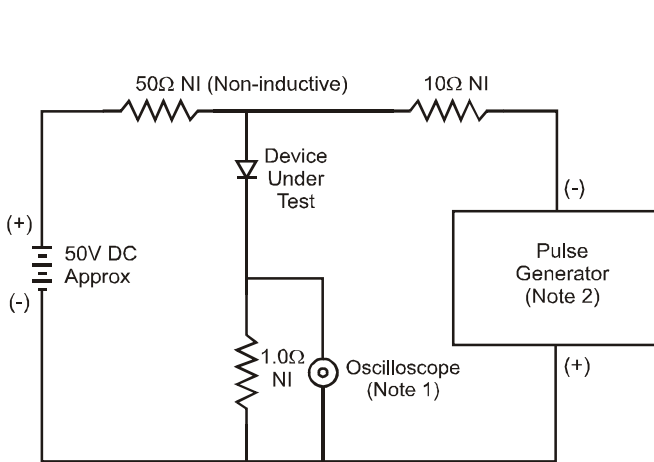 50Ω NI (Non-inductive)
10Ω NI
Device
Under
Test
(-)
(+)
50V DC
Approx
(-)
Pulse
Generator
(Note 2)
1.0Ω
NI
Oscilloscope
(Note 1)
(+)